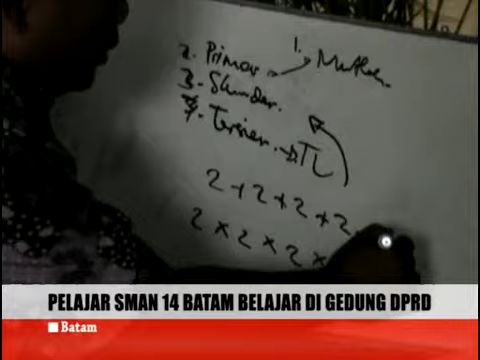 1. Mutlak
2. Primer
3. Skunder.
4. Tersier.
2 x 2 x 2 x 2
2 x 2 x 2 x
PELAJAR SMAN 14 BATAM BELAJAR DI GEDUNG DPRD
Batam